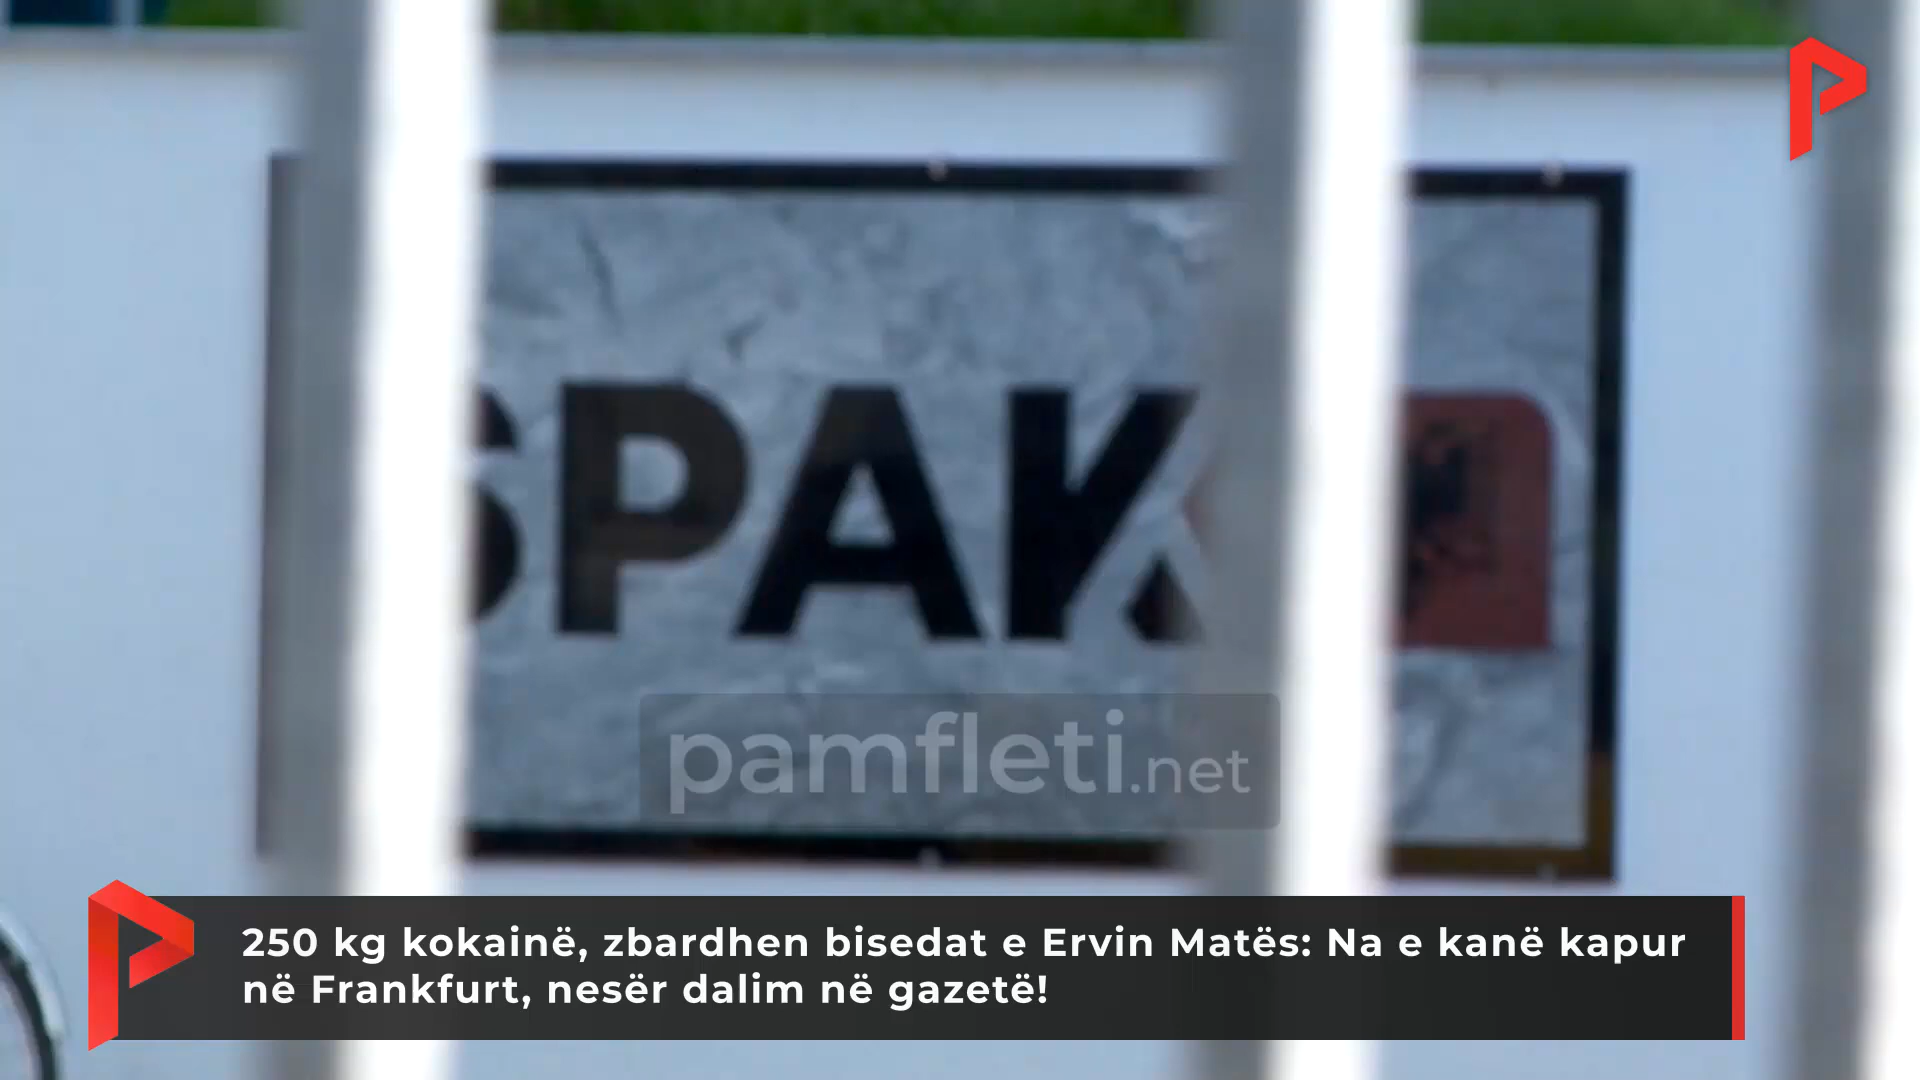 SPAK
pamfleti.net
250 kg kokainë, zbardhen bisedat e Ervin Matës: Na e kanë kapur
në Frankfurt, nesër dalim në gazetë!